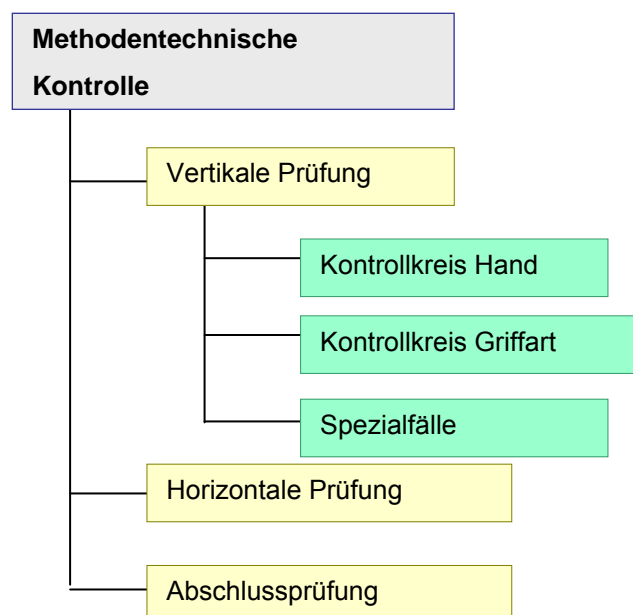 Methodentechnische
Kontrolle
Vertikale Prüfung
Kontrollkreis Hand
Kontrollkreis Griffart
Spezialfälle
Horizontale Prüfung
Abschlussprüfung